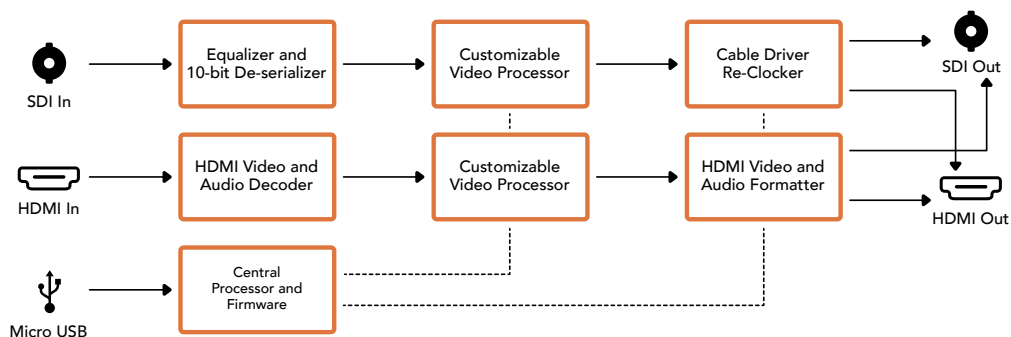 SDI In
Equalizer and
10-bit De-serializer
Customizable
Video Processor
Cable Driver
Re-Clocker
SDI Out
HDMI In
HDMI Video and
Audio Decoder
Customizable
Video Processor
HDMI Video and
Audio Formatter
HDMI Out
Micro USB
Central
Processor and
Firmware